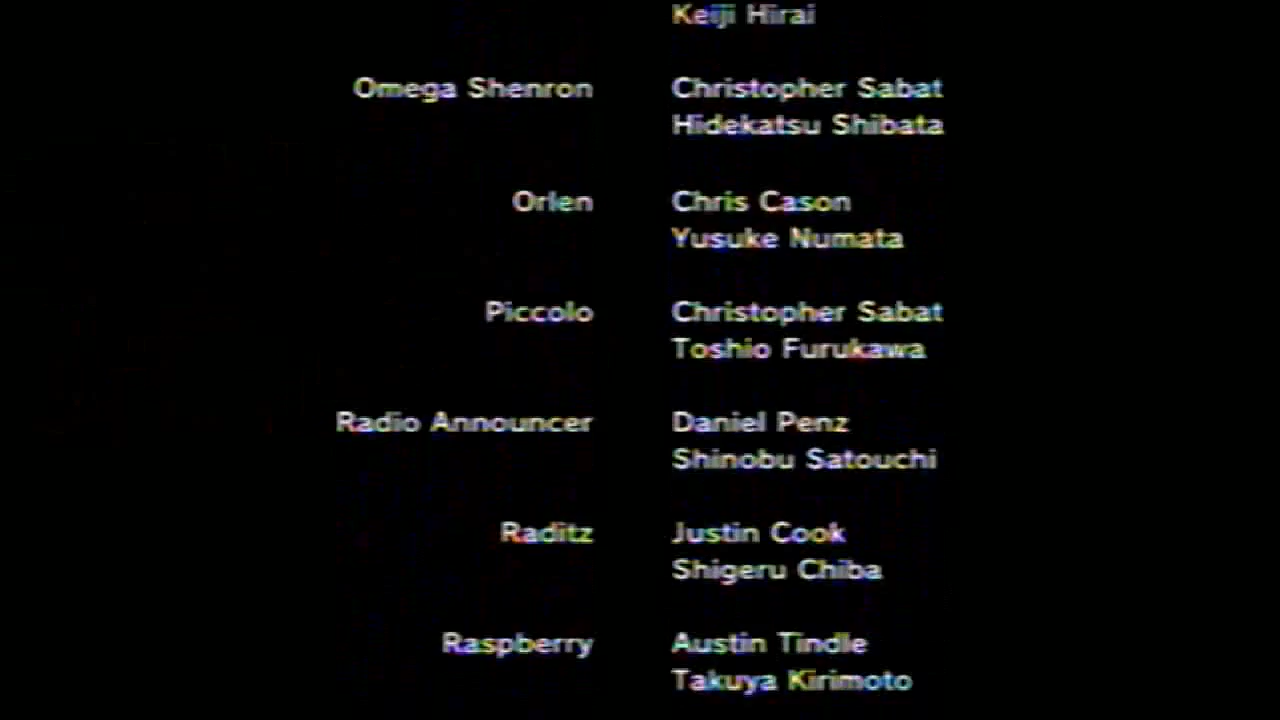 Keiji Hirai
Omega Shenron Christopher Sabat
Hidekatsu Shibata
Orlen Chris Cason
Yusuke Numata
Piccolo Christopher Sabat
Toshio Furukawa
Radio Announcer Daniel Penz
Shinobu Satouchi
Raditz Justin Cook
Shigeru Chiba
Raspberry Austin Tindle
Takuya Kirimoto